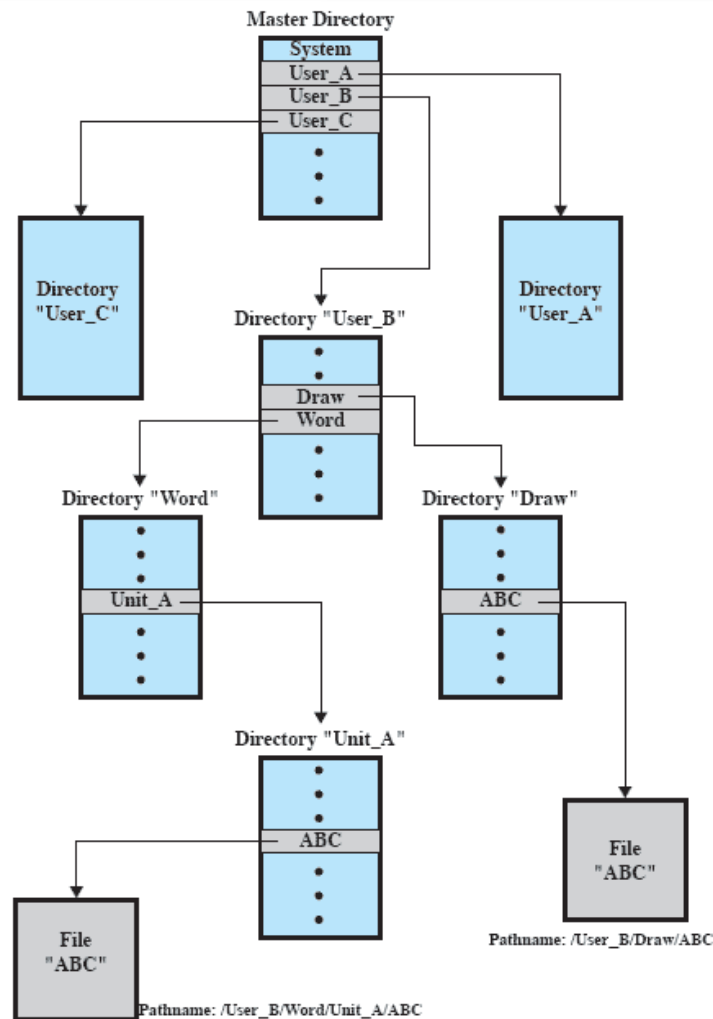 Master Directory
System
User_A
User_B
User_C
Directory
"User_C"
Directory
"User_A"
Directory "User_B"
Draw
Word
Directory "Word"
Directory "Draw"
Unit_A
ABC
Directory "Unit_A"
ABC
File
"ABC"
Pathname: /User_B/Draw/ABC
File
"ABC"
Pathname: /User_B/Word/Unit_A/ABC